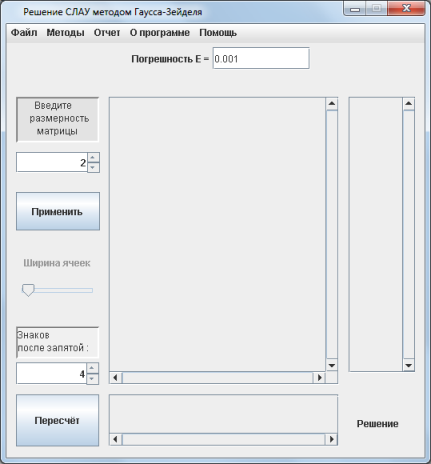 Решение СЛАУ методом Гаусса-Зейделя
Файл Методы Отчет О программе Помощь
Погрешность E = 0.001
Введите
размерность
матрицы
2
Применить
Ширина ячеек
Знаков
после запятой :
4
Пересчёт
Решение